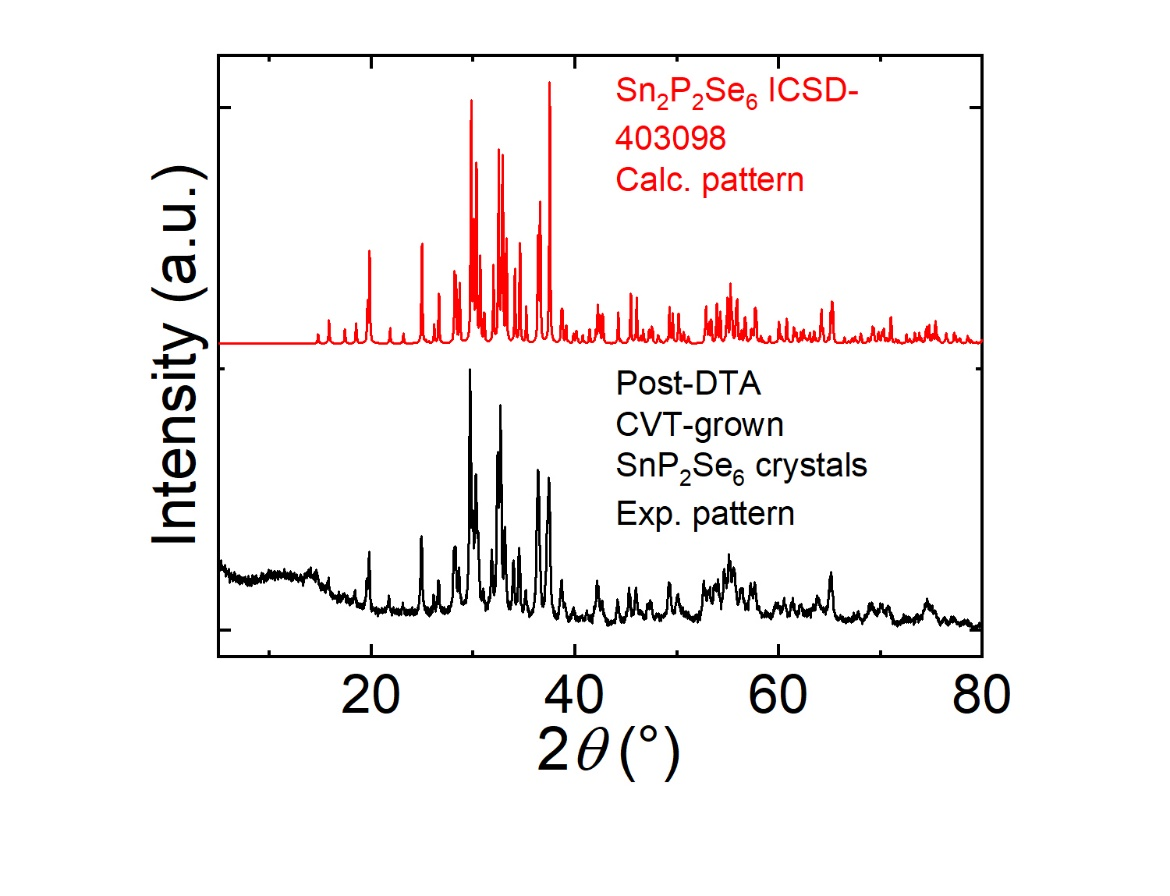 Sn₂P₂Se₆ ICSD-
403098
Calc. pattern
Post-DTA
CVT-grown
SnP₂Se₆ crystals
Exp. pattern
Intensity (a.u.)
20 40 60 80
2θ (°)